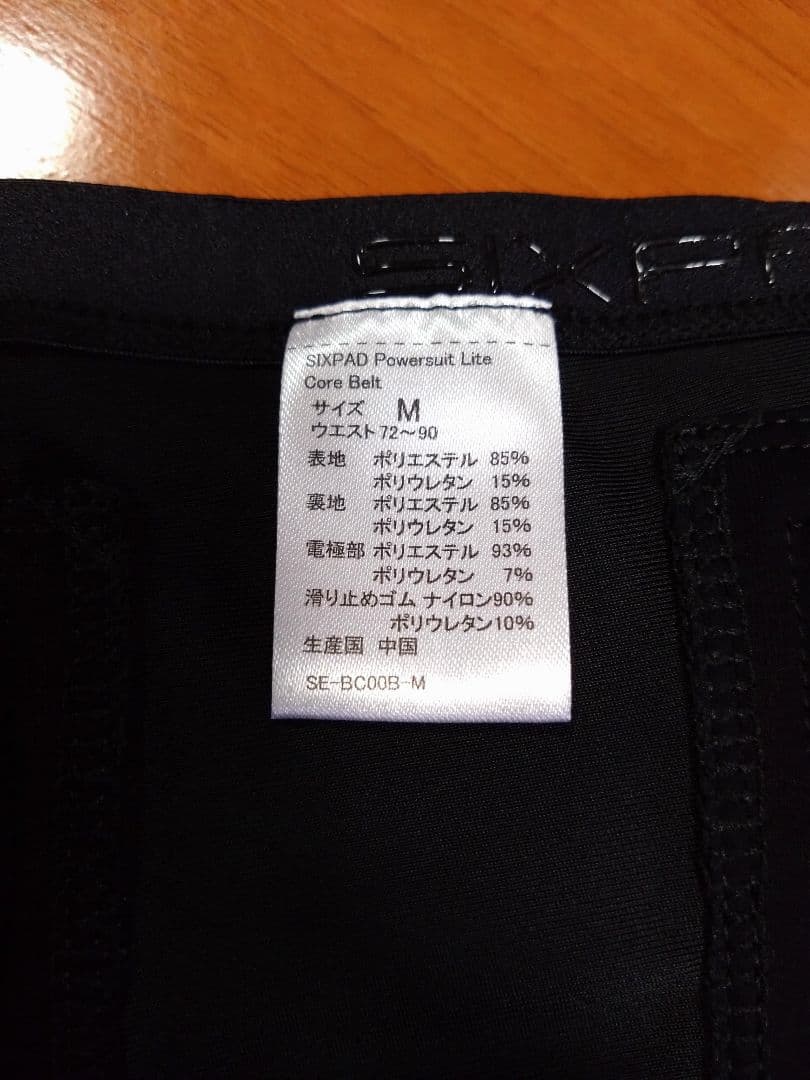 SIXP
SIXPAD Powersuit Lite
Core Belt
サイズ M
ウエスト72～90
表地 ポリエステル 85%
ポリウレタン 15%
裏地 ポリエステル 85%
ポリウレタン 15%
電極部 ポリエステル 93%
ポリウレタン 7%
滑り止めゴム ナイロン90%
ポリウレタン10%
生産国 中国
SE-BC00B-M